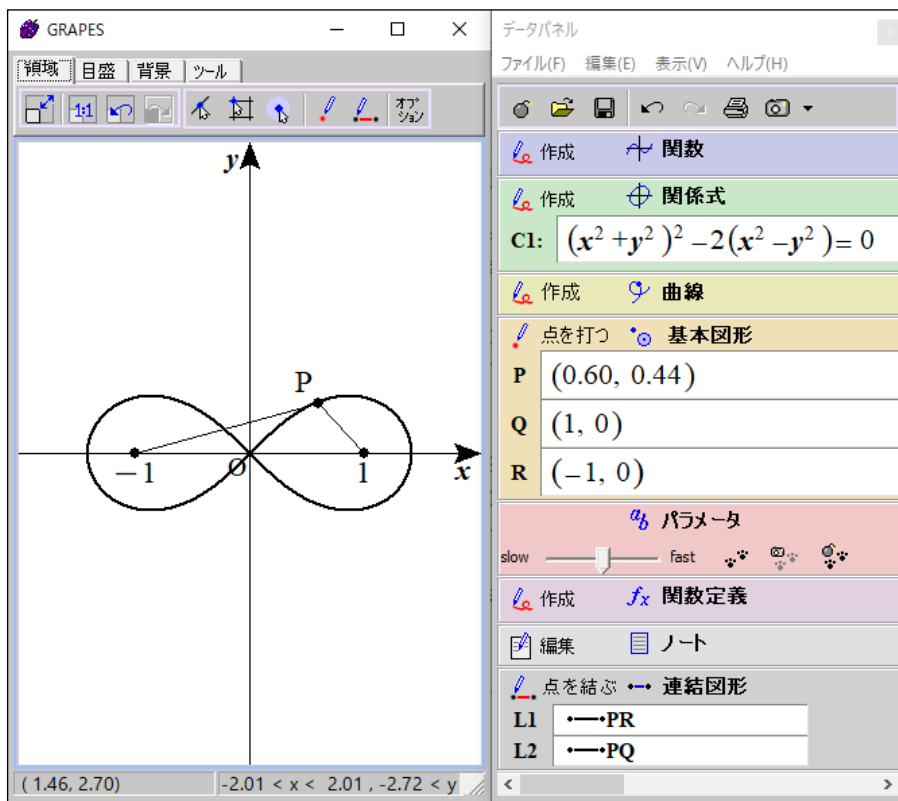 GRAPES
領域 目盛 背景 ツール
1:1 オプション
y
P
O
−1 1 x
( 1.46, 2.70) -2.01 < x < 2.01 , -2.72 < y
データパネル
ファイル(F) 編集(E) 表示(V) ヘルプ(H)
作成 関数
作成 関係式
C1: (x² +y² )² −2(x² −y² )= 0
作成 曲線
点を打つ 基本図形
P (0.60, 0.44)
Q (1, 0)
R (−1, 0)
ab パラメータ
slow fast
作成 fx 関数定義
編集 ノート
点を結ぶ 連結図形
L1 PR
L2 PQ